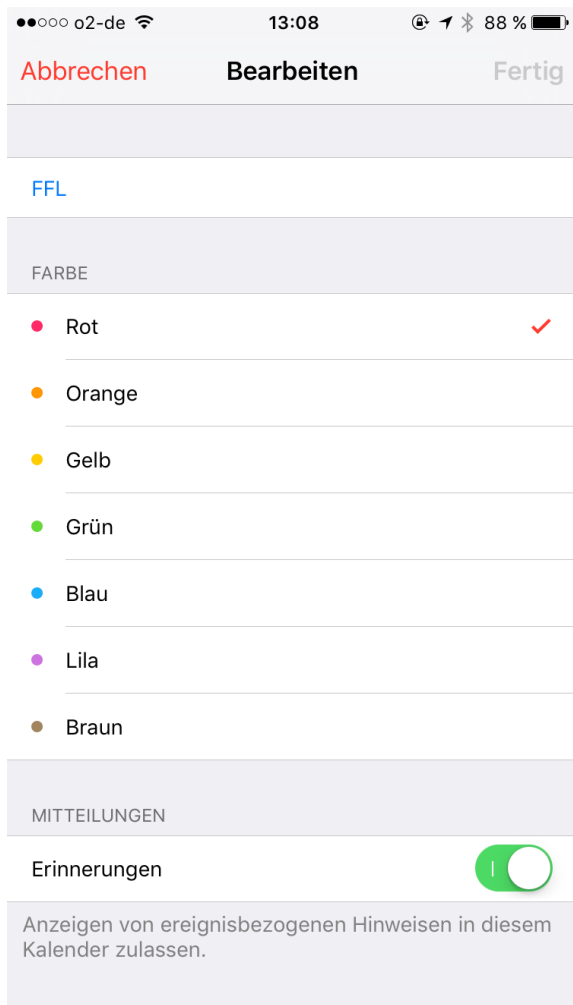 o2-de 13:08 88 %
Abbrechen Bearbeiten Fertig
FFL
FARBE
Rot
Orange
Gelb
Grün
Blau
Lila
Braun
MITTEILUNGEN
Erinnerungen
Anzeigen von ereignisbezogenen Hinweisen in diesem
Kalender zulassen.